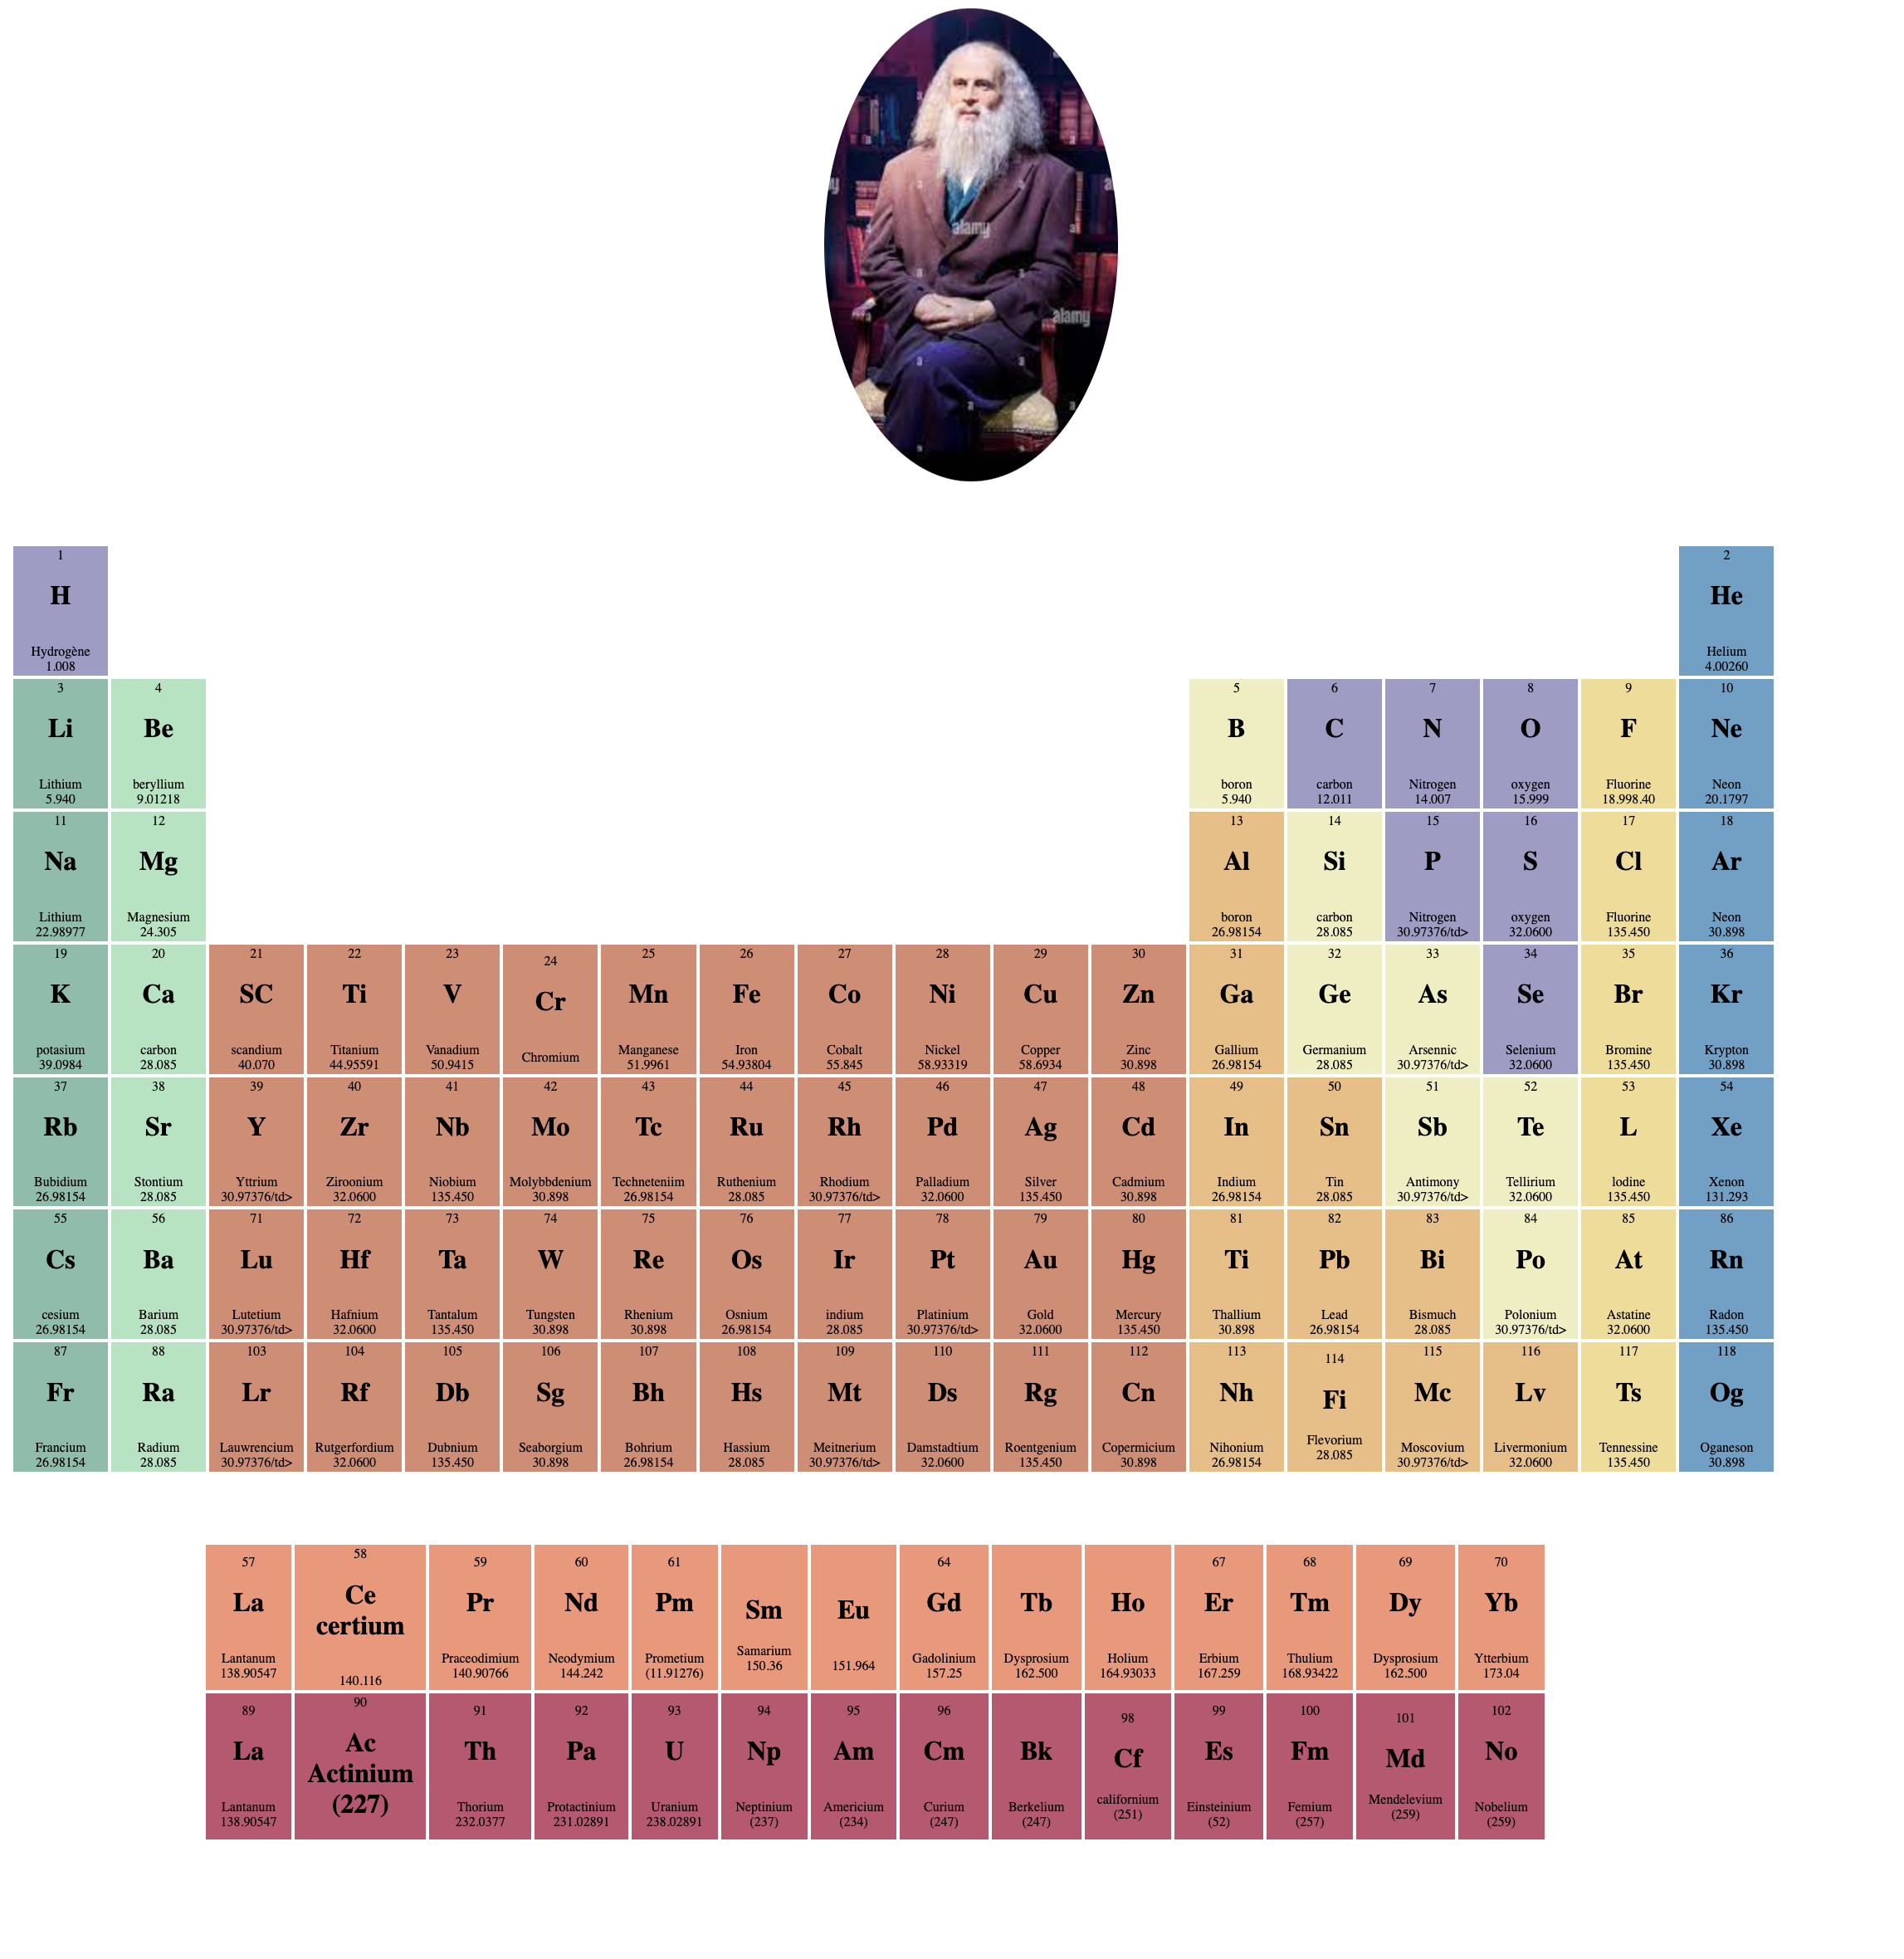 alamy
alamy
1
H
Hydrogène
1.008
2
He
Helium
4.00260
3
Li
Lithium
5.940
4
Be
beryllium
9.01218
5
B
boron
5.940
6
C
carbon
12.011
7
N
Nitrogen
14.007
8
O
oxygen
15.999
9
F
Fluorine
18.998.40
10
Ne
Neon
20.1797
11
Na
Lithium
22.98977
12
Mg
Magnesium
24.305
13
Al
boron
26.98154
14
Si
carbon
28.085
15
P
Nitrogen
30.97376/td>
16
S
oxygen
32.0600
17
Cl
Fluorine
135.450
18
Ar
Neon
30.898
19
K
potasium
39.0984
20
Ca
carbon
28.085
21
SC
scandium
40.070
22
Ti
Titanium
44.95591
23
V
Vanadium
50.9415
24
Cr
Chromium
25
Mn
Manganese
51.9961
26
Fe
Iron
54.93804
27
Co
Cobalt
55.845
28
Ni
Nickel
58.93319
29
Cu
Copper
58.6934
30
Zn
Zinc
30.898
31
Ga
Gallium
26.98154
32
Ge
Germanium
28.085
33
As
Arsennic
30.97376/td>
34
Se
Selenium
32.0600
35
Br
Bromine
135.450
36
Kr
Krypton
30.898
37
Rb
Bubidium
26.98154
38
Sr
Stontium
28.085
39
Y
Yttrium
30.97376/td>
40
Zr
Ziroonium
32.0600
41
Nb
Niobium
135.450
42
Mo
Molybbdenium
30.898
43
Tc
Techneteniim
26.98154
44
Ru
Ruthenium
28.085
45
Rh
Rhodium
30.97376/td>
46
Pd
Palladium
32.0600
47
Ag
Silver
135.450
48
Cd
Cadmium
30.898
49
In
Indium
26.98154
50
Sn
Tin
28.085
51
Sb
Antimony
30.97376/td>
52
Te
Tellirium
32.0600
53
L
lodine
135.450
54
Xe
Xenon
131.293
55
Cs
cesium
26.98154
56
Ba
Barium
28.085
71
Lu
Lutetium
30.97376/td>
72
Hf
Hafnium
32.0600
73
Ta
Tantalum
135.450
74
W
Tungsten
30.898
75
Re
Rhenium
30.898
76
Os
Osnium
26.98154
77
Ir
indium
28.085
78
Pt
Platinium
30.97376/td>
79
Au
Gold
32.0600
80
Hg
Mercury
135.450
81
Ti
Thallium
30.898
82
Pb
Lead
26.98154
83
Bi
Bismuch
28.085
84
Po
Polonium
30.97376/td>
85
At
Astatine
32.0600
86
Rn
Radon
135.450
87
Fr
Francium
26.98154
88
Ra
Radium
28.085
103
Lr
Lauwrencium
30.97376/td>
104
Rf
Rutgerfordium
32.0600
105
Db
Dubnium
135.450
106
Sg
Seaborgium
30.898
107
Bh
Bohrium
26.98154
108
Hs
Hassium
28.085
109
Mt
Meitnerium
30.97376/td>
110
Ds
Damstadtium
32.0600
111
Rg
Roentgenium
135.450
112
Cn
Copermicium
30.898
113
Nh
Nihonium
26.98154
114
Fi
Flevorium
28.085
115
Mc
Moscovium
30.97376/td>
116
Lv
Livermonium
32.0600
117
Ts
Tennessine
135.450
118
Og
Oganeson
30.898
57
La
Lantanum
138.90547
58
Ce
certium
140.116
59
Pr
Praceodimium
140.90766
60
Nd
Neodymium
144.242
61
Pm
Prometium
(11.91276)
Sm
Samarium
150.36
Eu
151.964
64
Gd
Gadolinium
157.25
Tb
Dysprosium
162.500
Ho
Holium
164.93033
67
Er
Erbium
167.259
68
Tm
Thulium
168.93422
69
Dy
Dysprosium
162.500
70
Yb
Ytterbium
173.04
89
La
Lantanum
138.90547
90
Ac
Actinium
(227)
91
Th
Thorium
232.0377
92
Pa
Protactinium
231.02891
93
U
Uranium
238.02891
94
Np
Neptinium
(237)
95
Am
Americium
(234)
96
Cm
Curium
(247)
Bk
Berkelium
(247)
98
Cf
californium
(251)
99
Es
Einsteinium
(52)
100
Fm
Femium
(257)
101
Md
Mendelevium
(259)
102
No
Nobelium
(259)